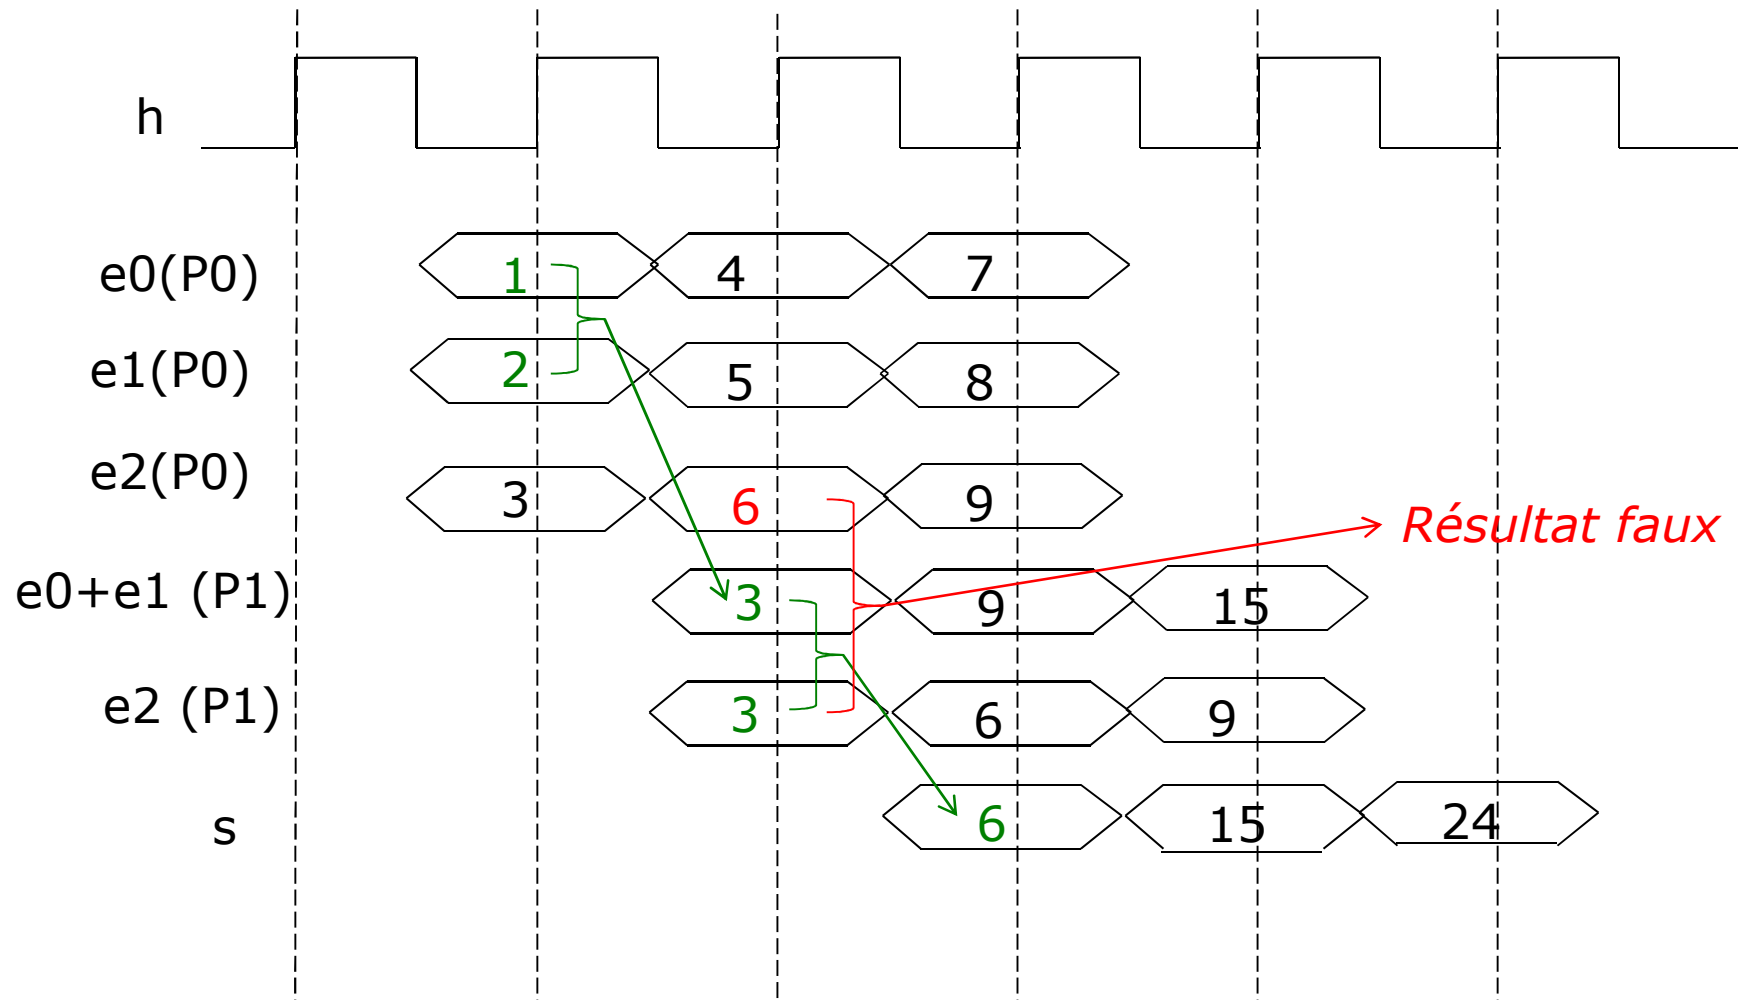 h
e0(P0) 1 4 7
e1(P0) 2 5 8
e2(P0) 3 6 9
Résultat faux
e0+e1 (P1) 3 9 15
e2 (P1) 3 6 9
s 6 15 24